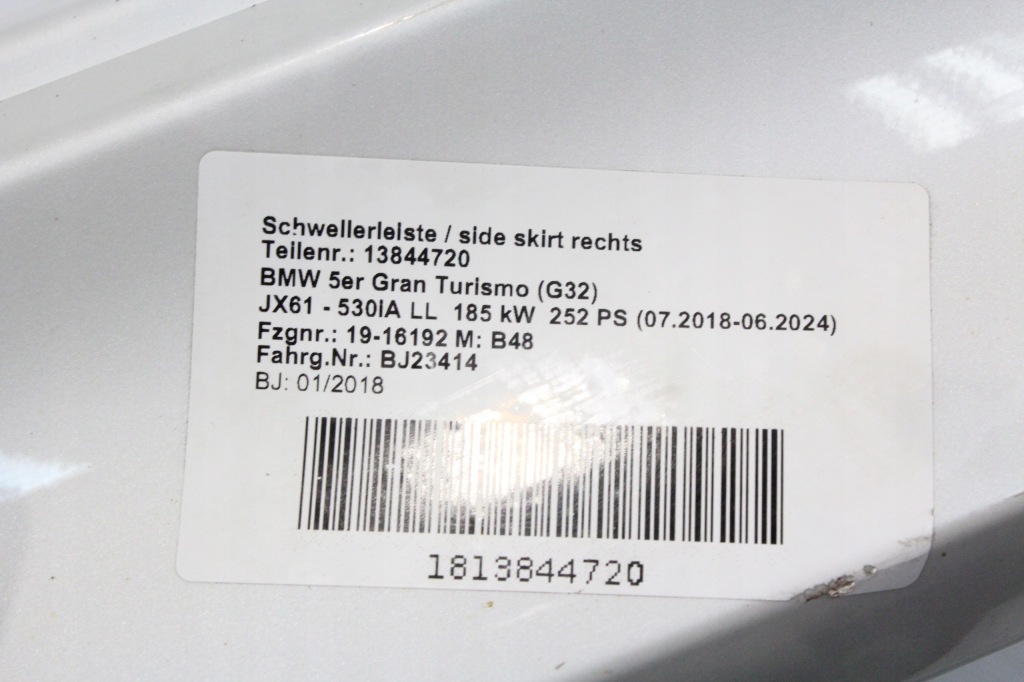 Schwellerleiste / side skirt rechts
Teilenr.: 13844720
BMW 5er Gran Turismo (G32)
JX61 - 530iA LL 185 kW 252 PS (07.2018-06.2024)
Fzgnr.: 19-16192 M: B48
Fahrg.Nr.: BJ23414
BJ: 01/2018
1813844720